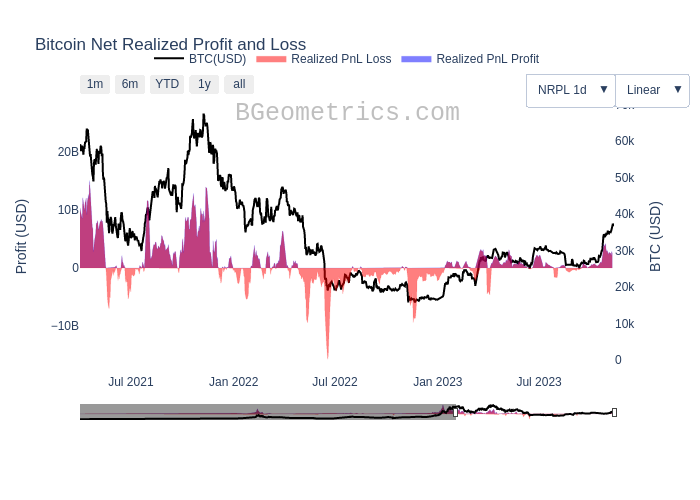 Bitcoin Net Realized Profit and Loss
BTC(USD) Realized PnL Loss Realized PnL Profit
1m 6m YTD 1y all
NRPL 1d ▼ Linear ▼
BGeometrics.com
20B
10B
0
−10B
Profit (USD)
60k
50k
40k
30k
20k
10k
0
BTC (USD)
Jul 2021 Jan 2022 Jul 2022 Jan 2023 Jul 2023